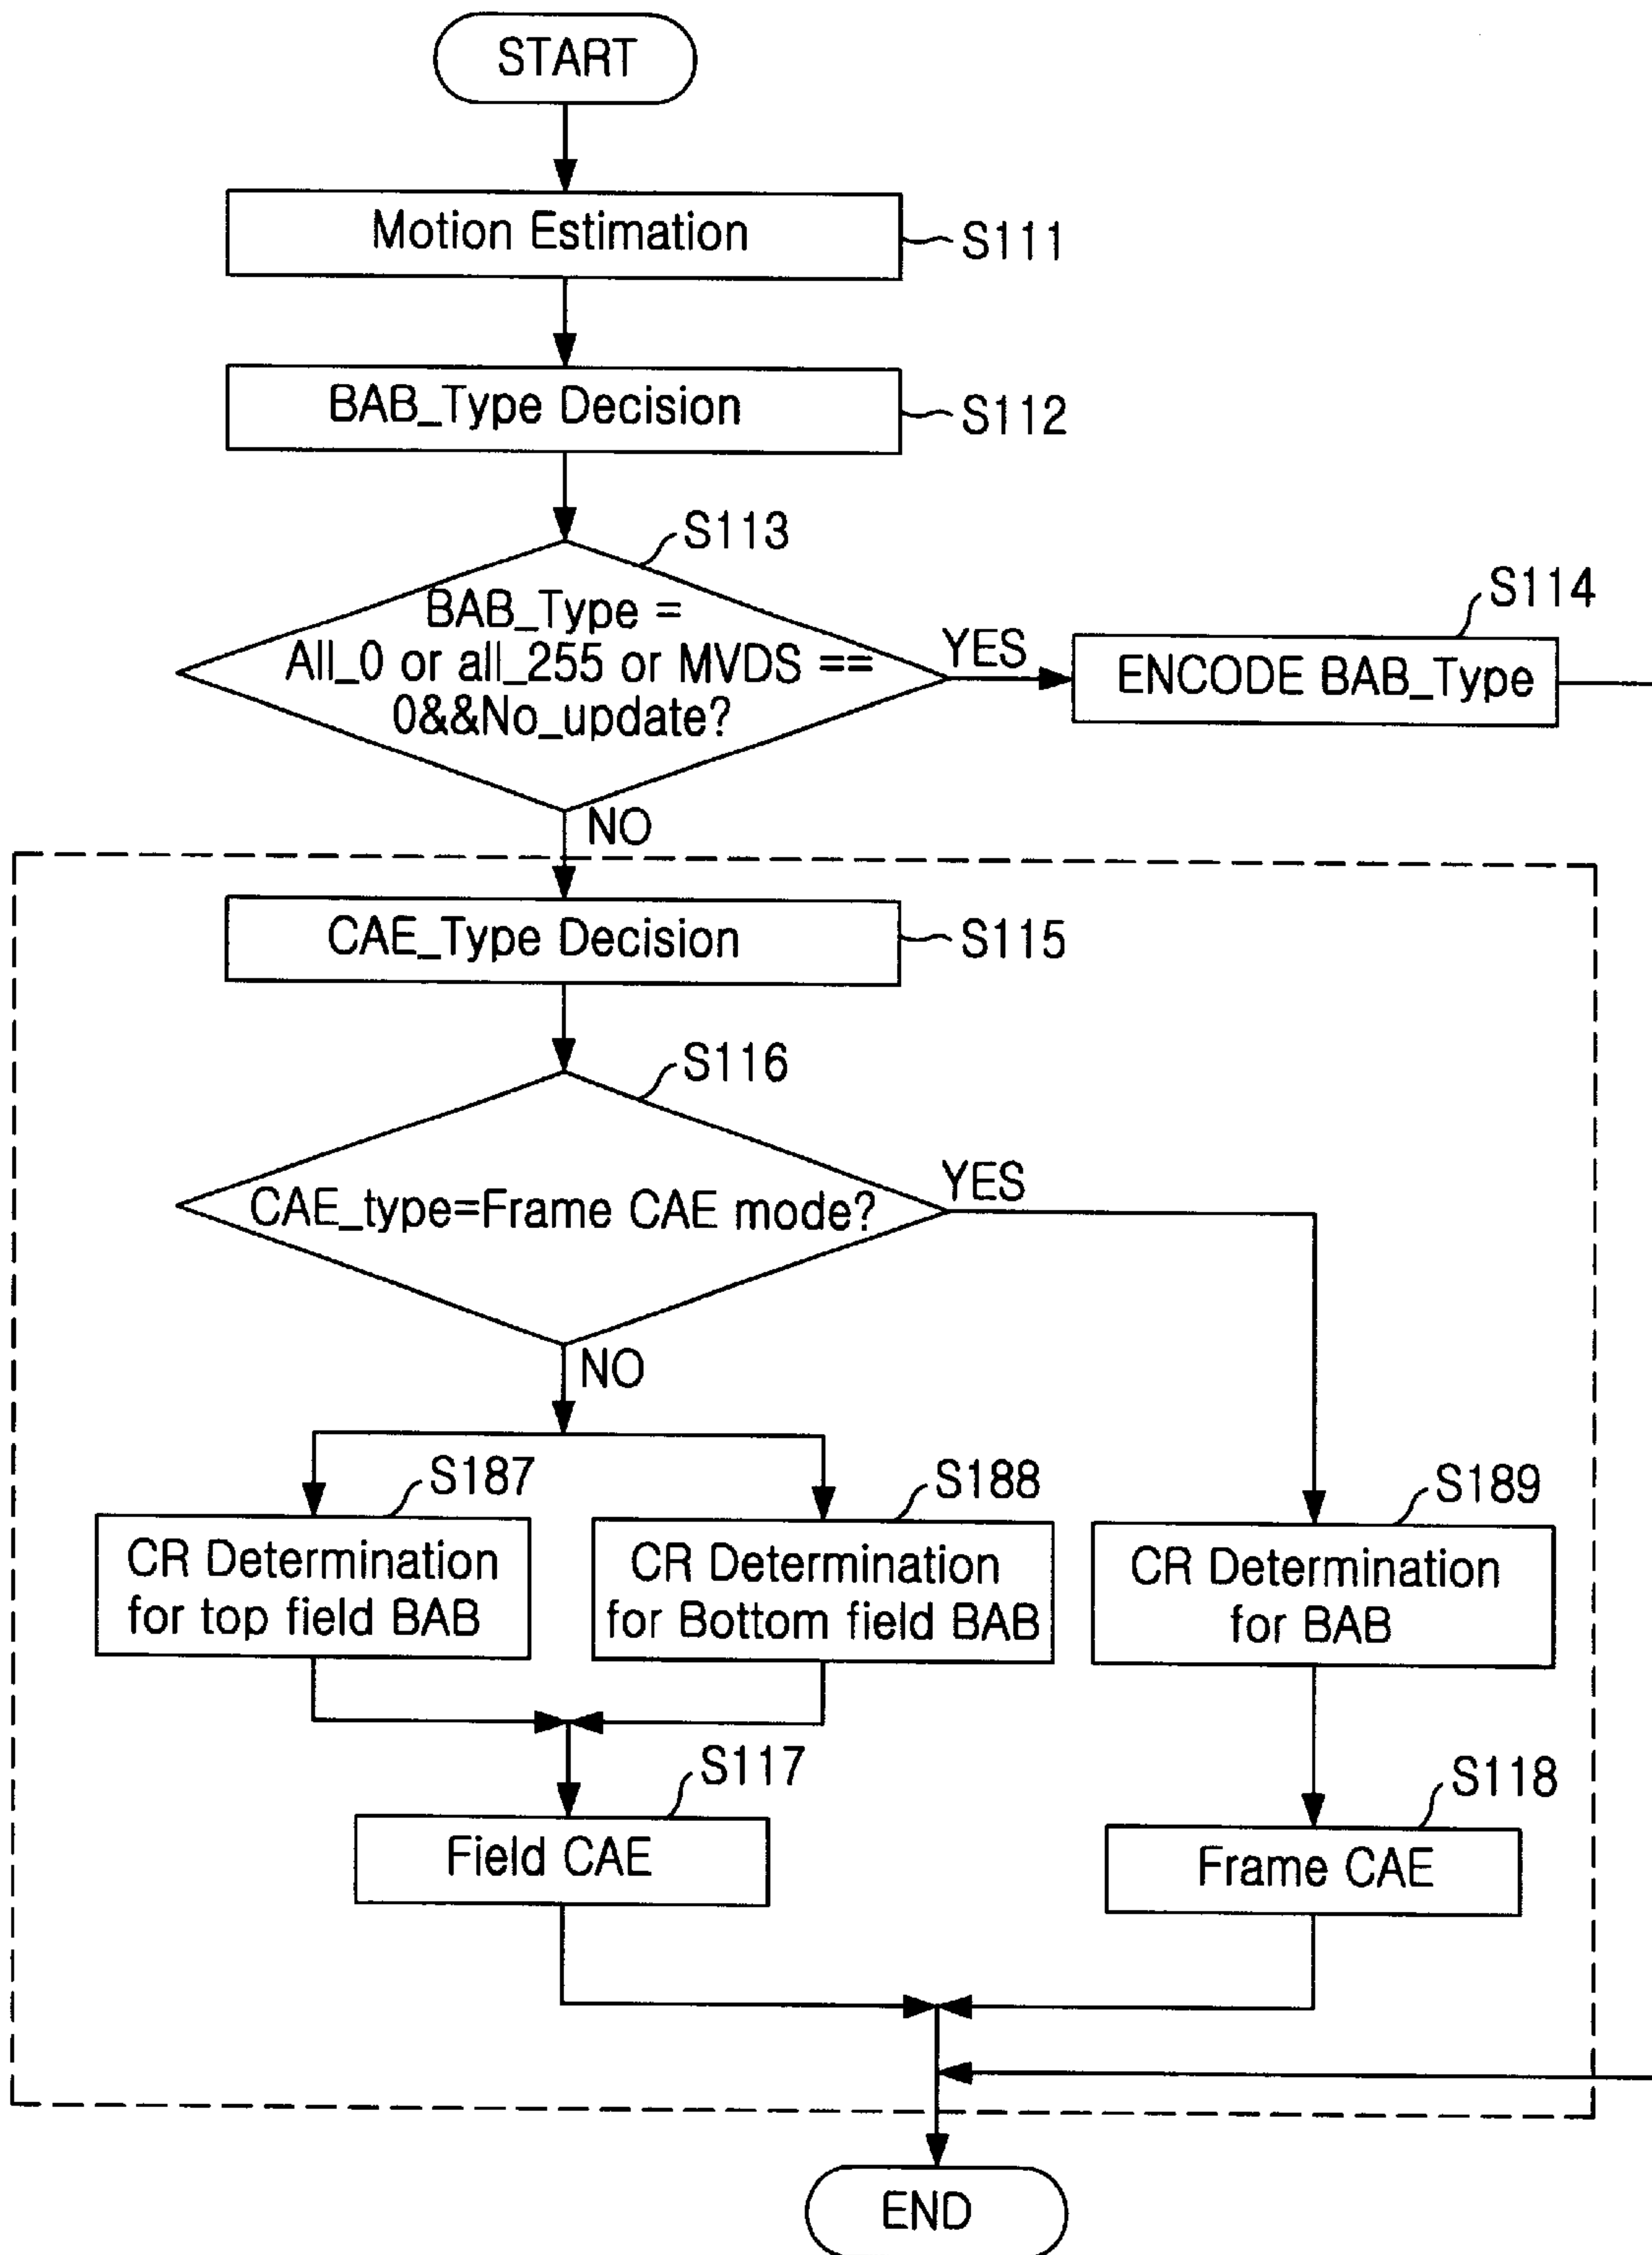 START
Motion Estimation
S111
BAB_Type Decision
S112
S113
BAB_Type =
All_0 or all_255 or MVDS ==
0&&No_update?
YES
S114
ENCODE BAB_Type
NO
CAE_Type Decision
S115
S116
CAE_type=Frame CAE mode?
YES
NO
S187
CR Determination
for top field BAB
S188
CR Determination
for Bottom field BAB
S189
CR Determination
for BAB
S117
Field CAE
S118
Frame CAE
END